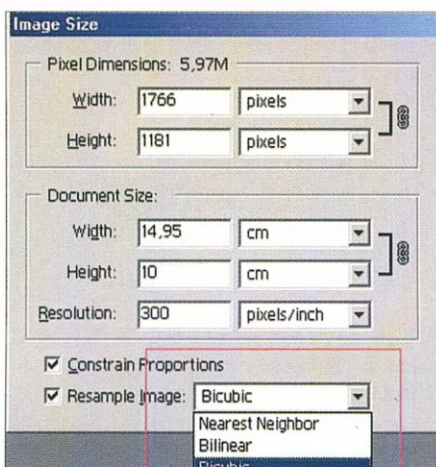 Image Size
Pixel Dimensions: 5,97M
Width: 1766 pixels
Height: 1181 pixels
Document Size:
Width: 14,95 cm
Height: 10 cm
Resolution: 300 pixels/inch
Constrain Proportions
Resample Image: Bicubic
Nearest Neighbor
Bilinear
Bicubic